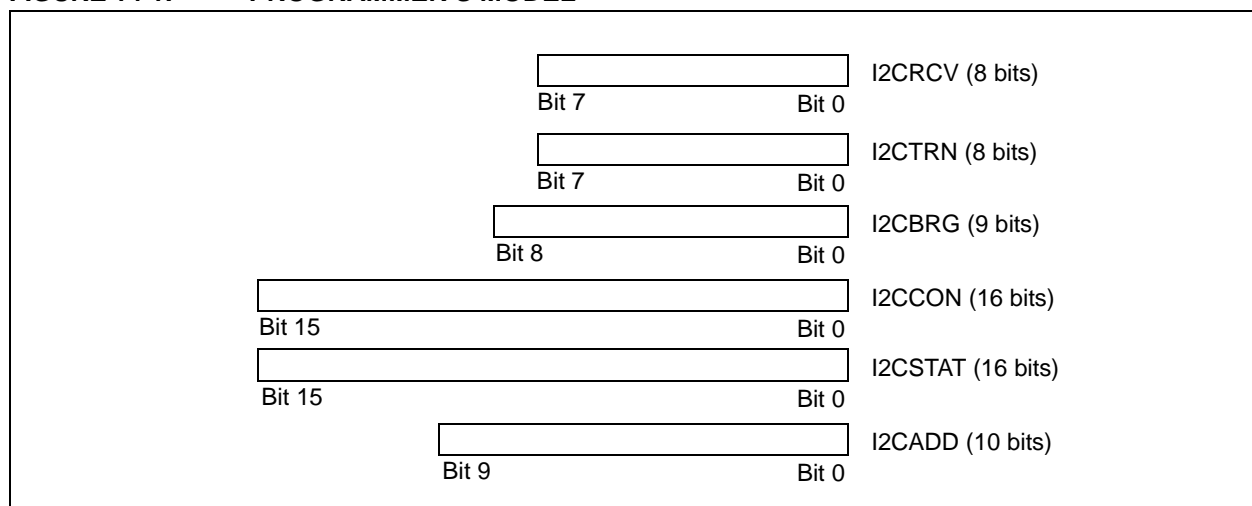 I2CRCV (8 bits)
Bit 7 Bit 0
I2CTRN (8 bits)
Bit 7 Bit 0
I2CBRG (9 bits)
Bit 8 Bit 0
I2CCON (16 bits)
Bit 15 Bit 0
I2CSTAT (16 bits)
Bit 15 Bit 0
I2CADD (10 bits)
Bit 9 Bit 0